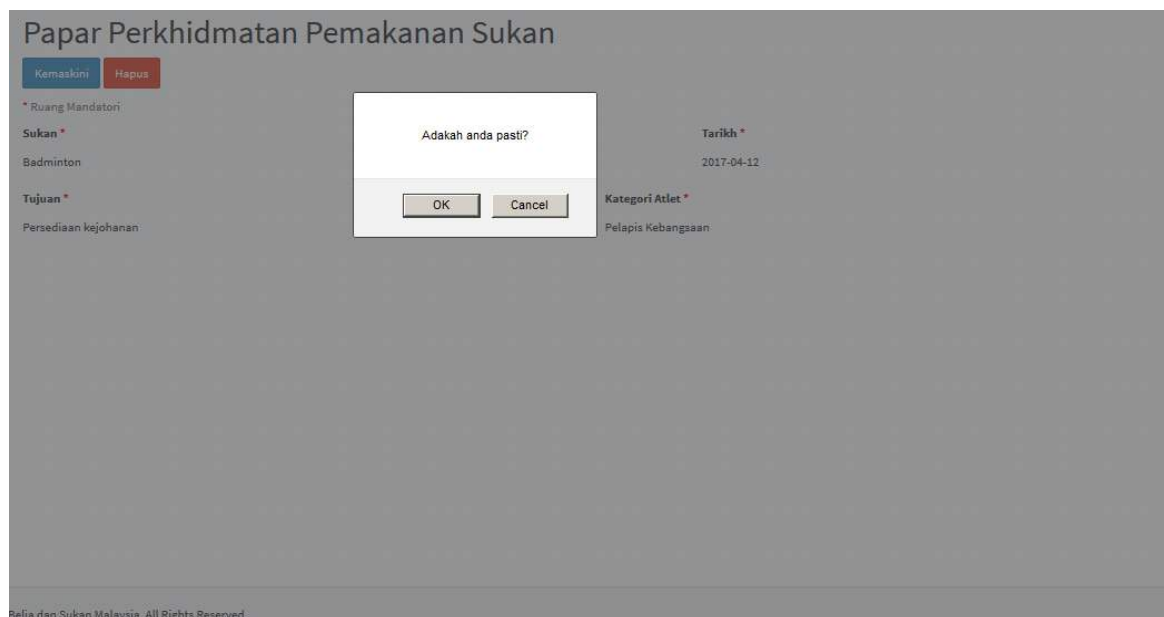 Papar Perkhidmatan Pemakanan Sukan
Kemaskini Hapus
* Ruang Mandatori
Adakah anda pasti?
OK Cancel
Sukan * Tarikh *
Badminton 2017-04-12
Tujuan * Kategori Atlet *
Persediaan kejohanan Pelapis Kebangsaan
Belia dan Sukan Malaysia. All Rights Reserved